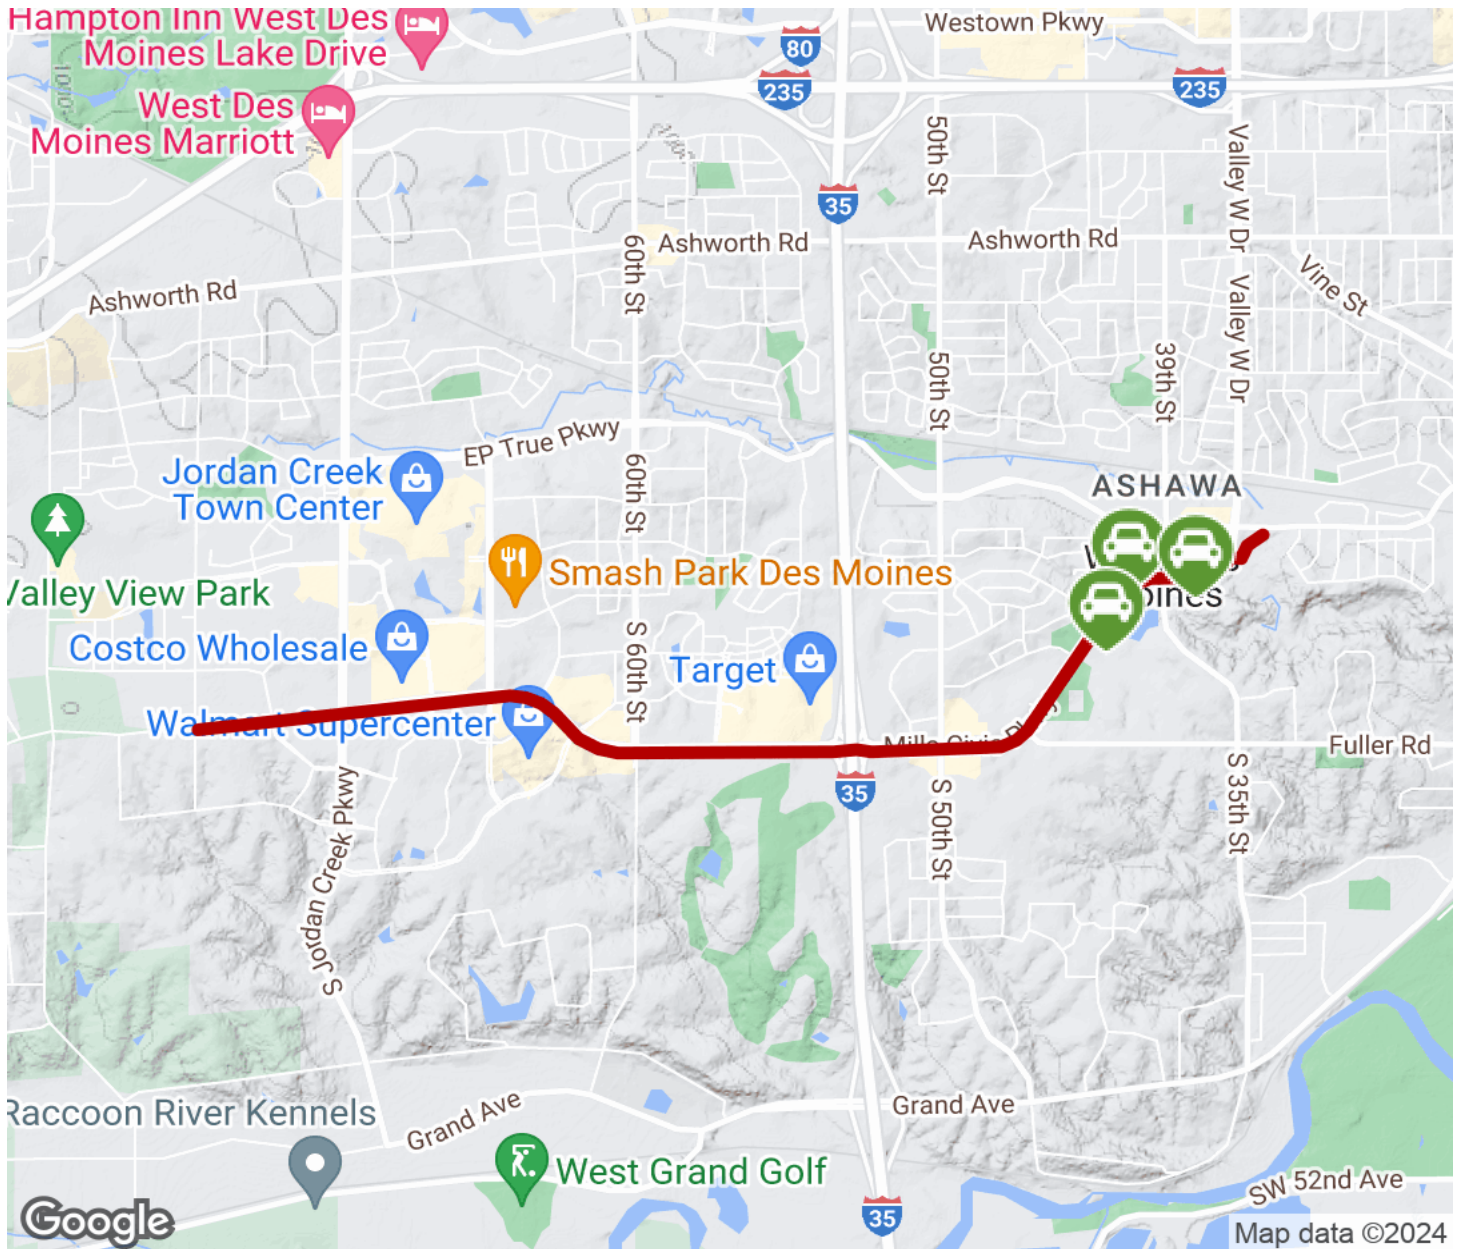 Hampton Inn West Des
Moines Lake Drive
Westown Pkwy
80
235
235
West Des
Moines Marriott
50th St
Valley W Dr
35
60th St
Ashworth Rd
Ashworth Rd
Vine St
Ashworth Rd
Valley W Dr
39th St
50th St
EP True Pkwy
Jordan Creek
Town Center
60th St
ASHAWA
Smash Park Des Moines
Valley View Park
Costco Wholesale
S 60th St
Target
Walmart Supercenter
Mills Civic Pkwy
Fuller Rd
35
S 50th St
S 35th St
S Jordan Creek Pkwy
Raccoon River Kennels
Grand Ave
Grand Ave
West Grand Golf
SW 52nd Ave
35
Google
Map data ©2024